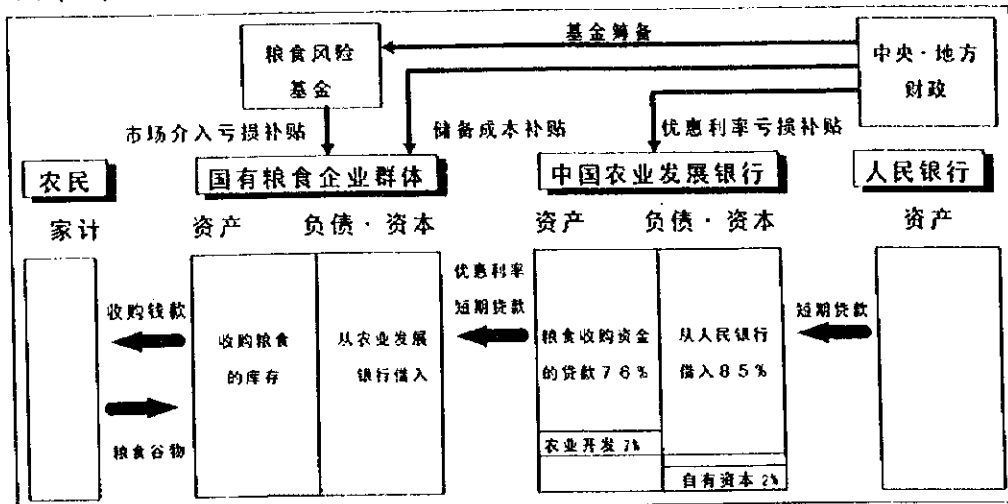 基金筹备
粮食风险
基金
中央·地方
财政
市场介入亏损补贴
储备成本补贴
优惠利率亏损补贴
农民
国有粮食企业群体
中国农业发展银行
人民银行
家计
资产
负债·资本
资产
负债·资本
资产
收购钱款
粮食谷物
收购粮食
的库存
从农业发展
银行借入
优惠利率
短期贷款
粮食收购资金
的贷款76%
农业开发7%
从人民银行
借入85%
自有资本2%
短期贷款